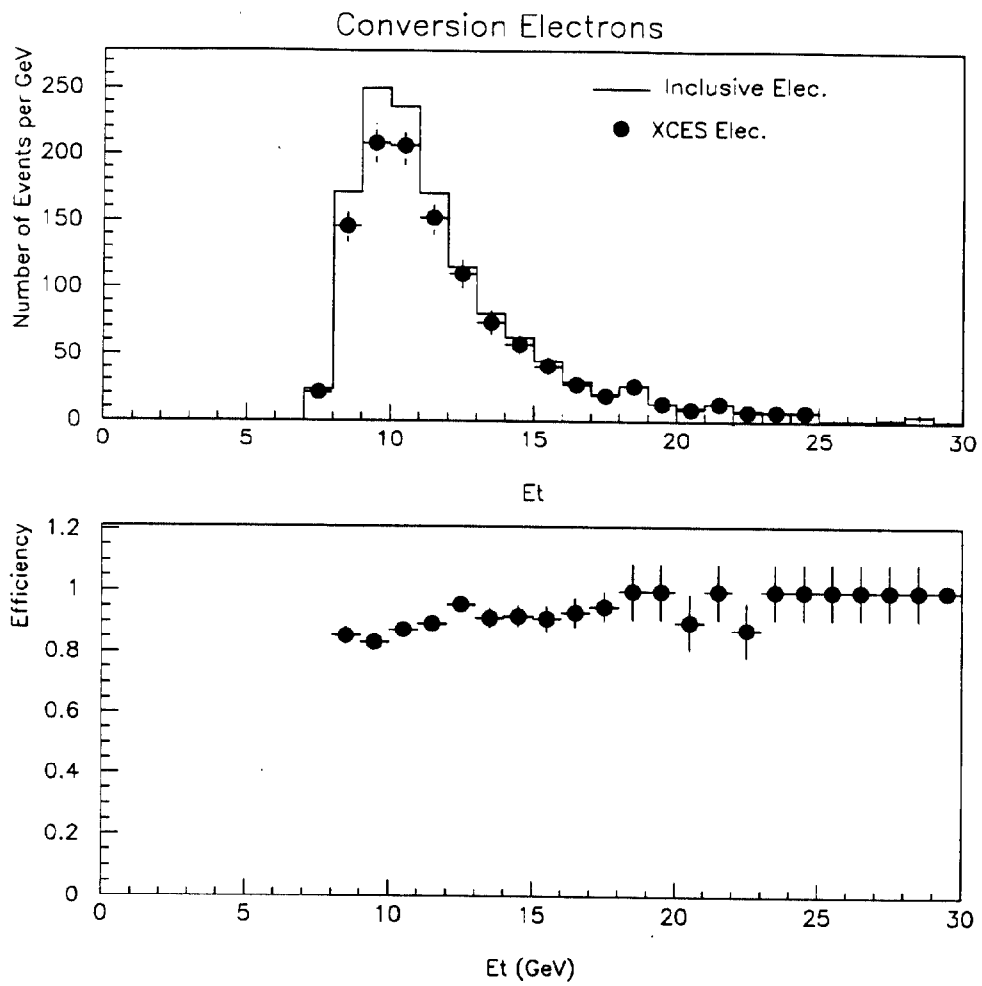 Conversion Electrons
Number of Events per GeV
250
200
150
100
50
0
Inclusive Elec.
XCES Elec.
0 5 10 15 20 25 30
Et
Efficiency
1.2
1
0.8
0.6
0.4
0.2
0
0 5 10 15 20 25 30
Et (GeV)